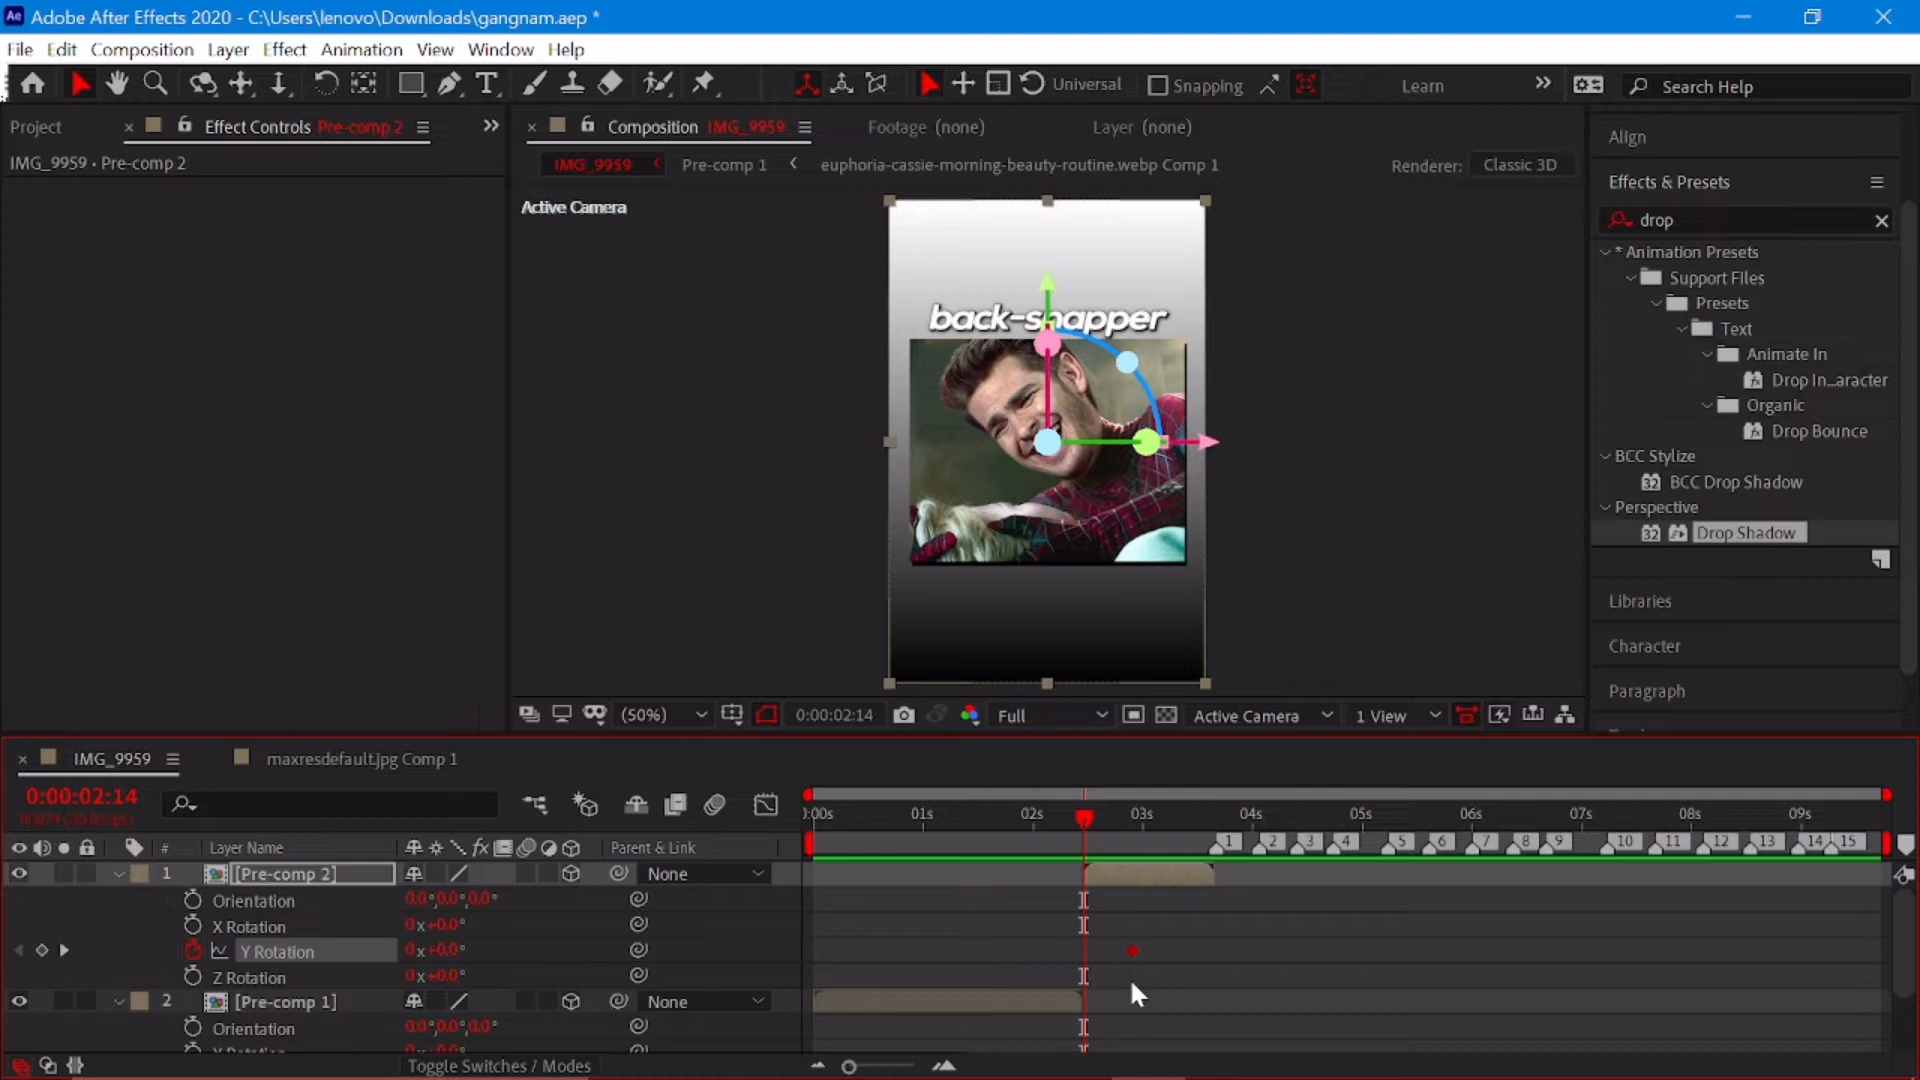 Adobe After Effects 2020 - C:\Users\lenovo\Downloads\gangnam.aep *
File Edit Composition Layer Effect Animation View Window Help
Universal Snapping Learn Search Help
Project Effect Controls Pre-comp 2 Composition IMG_9959 Footage (none) Layer (none)
IMG_9959 • Pre-comp 2
IMG_9959 Pre-comp 1 euphoria-cassie-morning-beauty-routine.webp Comp 1 Renderer: Classic 3D
Active Camera
back-snapper
Align
Effects & Presets
drop
* Animation Presets
Support Files
Presets
Text
Animate In
Drop In_aracter
Organic
Drop Bounce
BCC Stylize
32 BCC Drop Shadow
Perspective
32 Drop Shadow
Libraries
Character
Paragraph
(50%) 0:00:02:14 Full Active Camera 1 View
IMG_9959 maxresdefault.jpg Comp 1
0:00:02:14
):00s 01s 02s 03s 04s 05s 06s 07s 08s 09s
# Layer Name Parent & Link
1 2 3 4 5 6 7 8 9 10 11 12 13 14 15
1 [Pre-comp 2] None
Orientation 0.0°,0.0°,0.0°
X Rotation 0x+0.0°
Y Rotation 0x+0.0°
Z Rotation 0x+0.0°
2 [Pre-comp 1] None
Orientation 0.0°,0.0°,0.0°
Toggle Switches / Modes